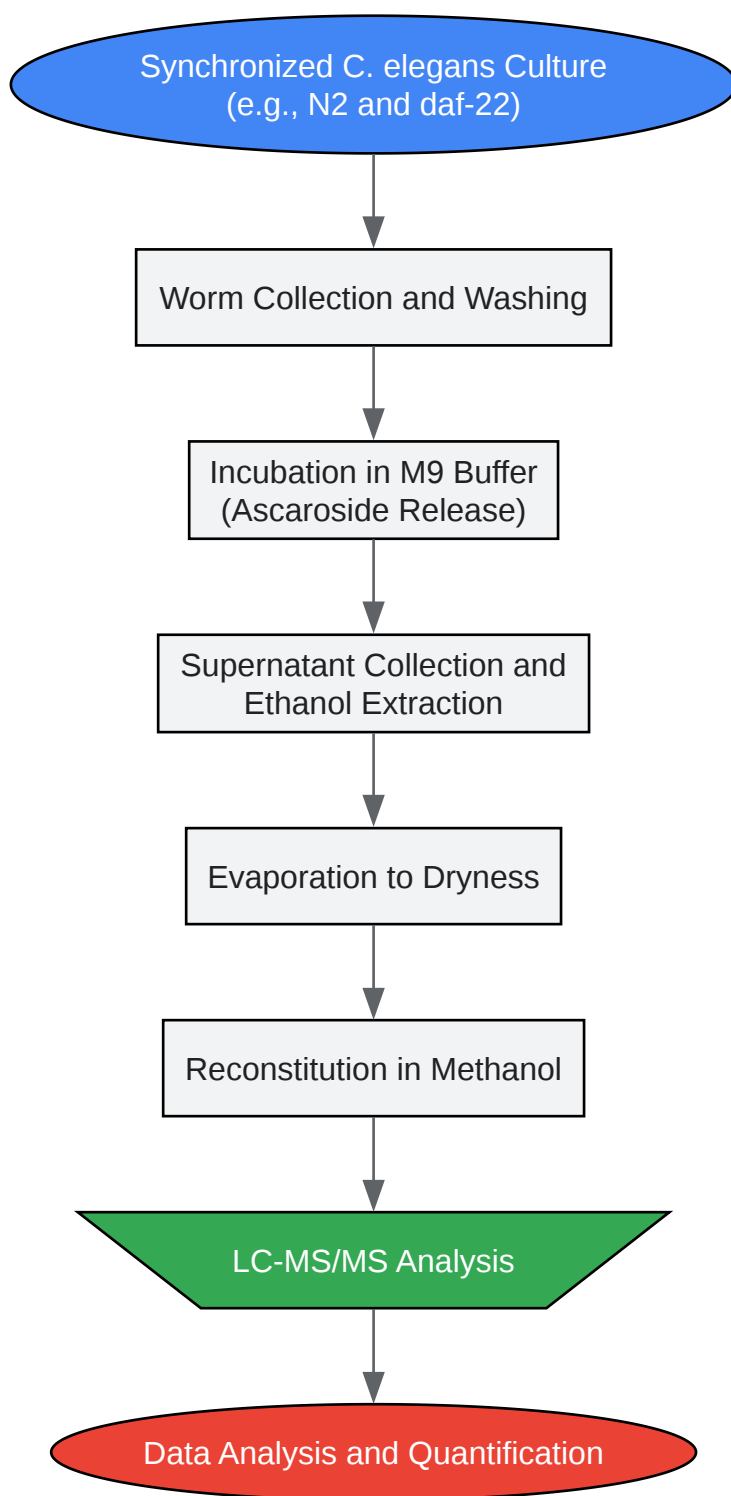 Synchronized C. elegans Culture
(e.g., N2 and daf-22)
Worm Collection and Washing
Incubation in M9 Buffer
(Ascaroside Release)
Supernatant Collection and
Ethanol Extraction
Evaporation to Dryness
Reconstitution in Methanol
LC-MS/MS Analysis
Data Analysis and Quantification